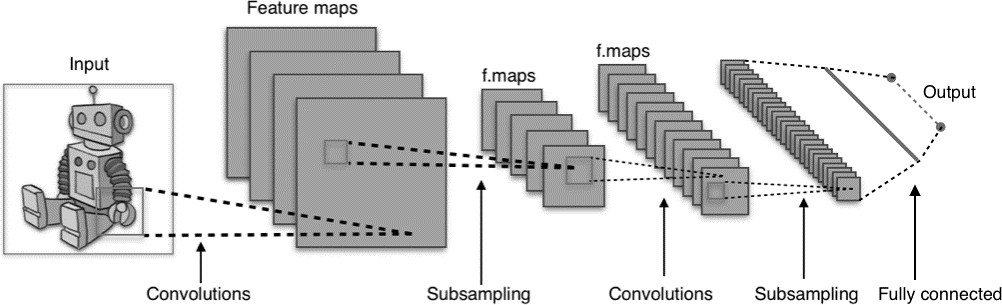 Feature maps
Input
f.maps
f.maps
Output
Convolutions
Subsampling
Convolutions
Subsampling
Fully connected